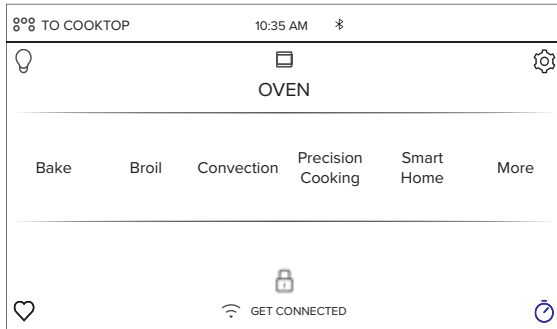 TO COOKTOP 10:35 AM
OVEN
Bake Broil Convection Precision Cooking Smart Home More
GET CONNECTED